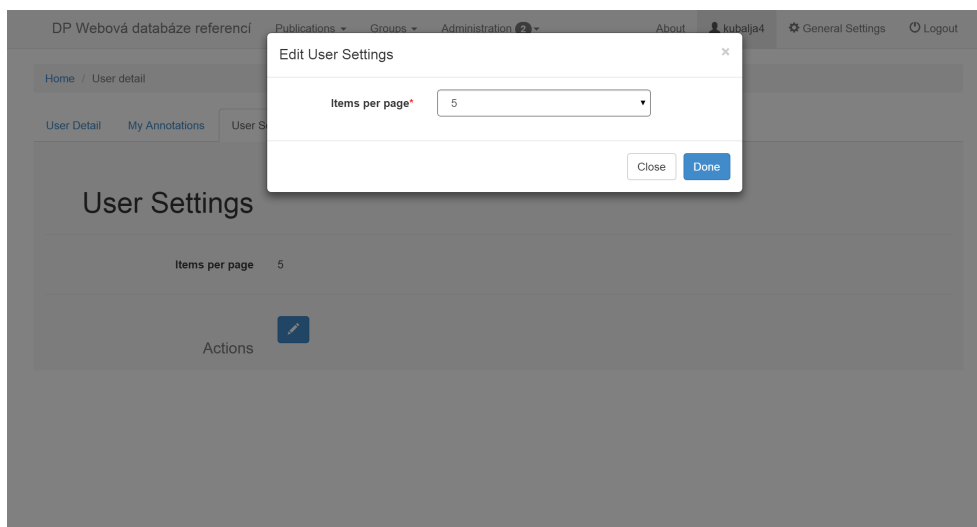 DP Webová databáze referencí Publications Groups Administration 2 About kubalja4 General Settings Logout
Edit User Settings ×
Home / User detail
Items per page* 5
User Detail My Annotations User S
Close Done
User Settings
Items per page 5
Actions